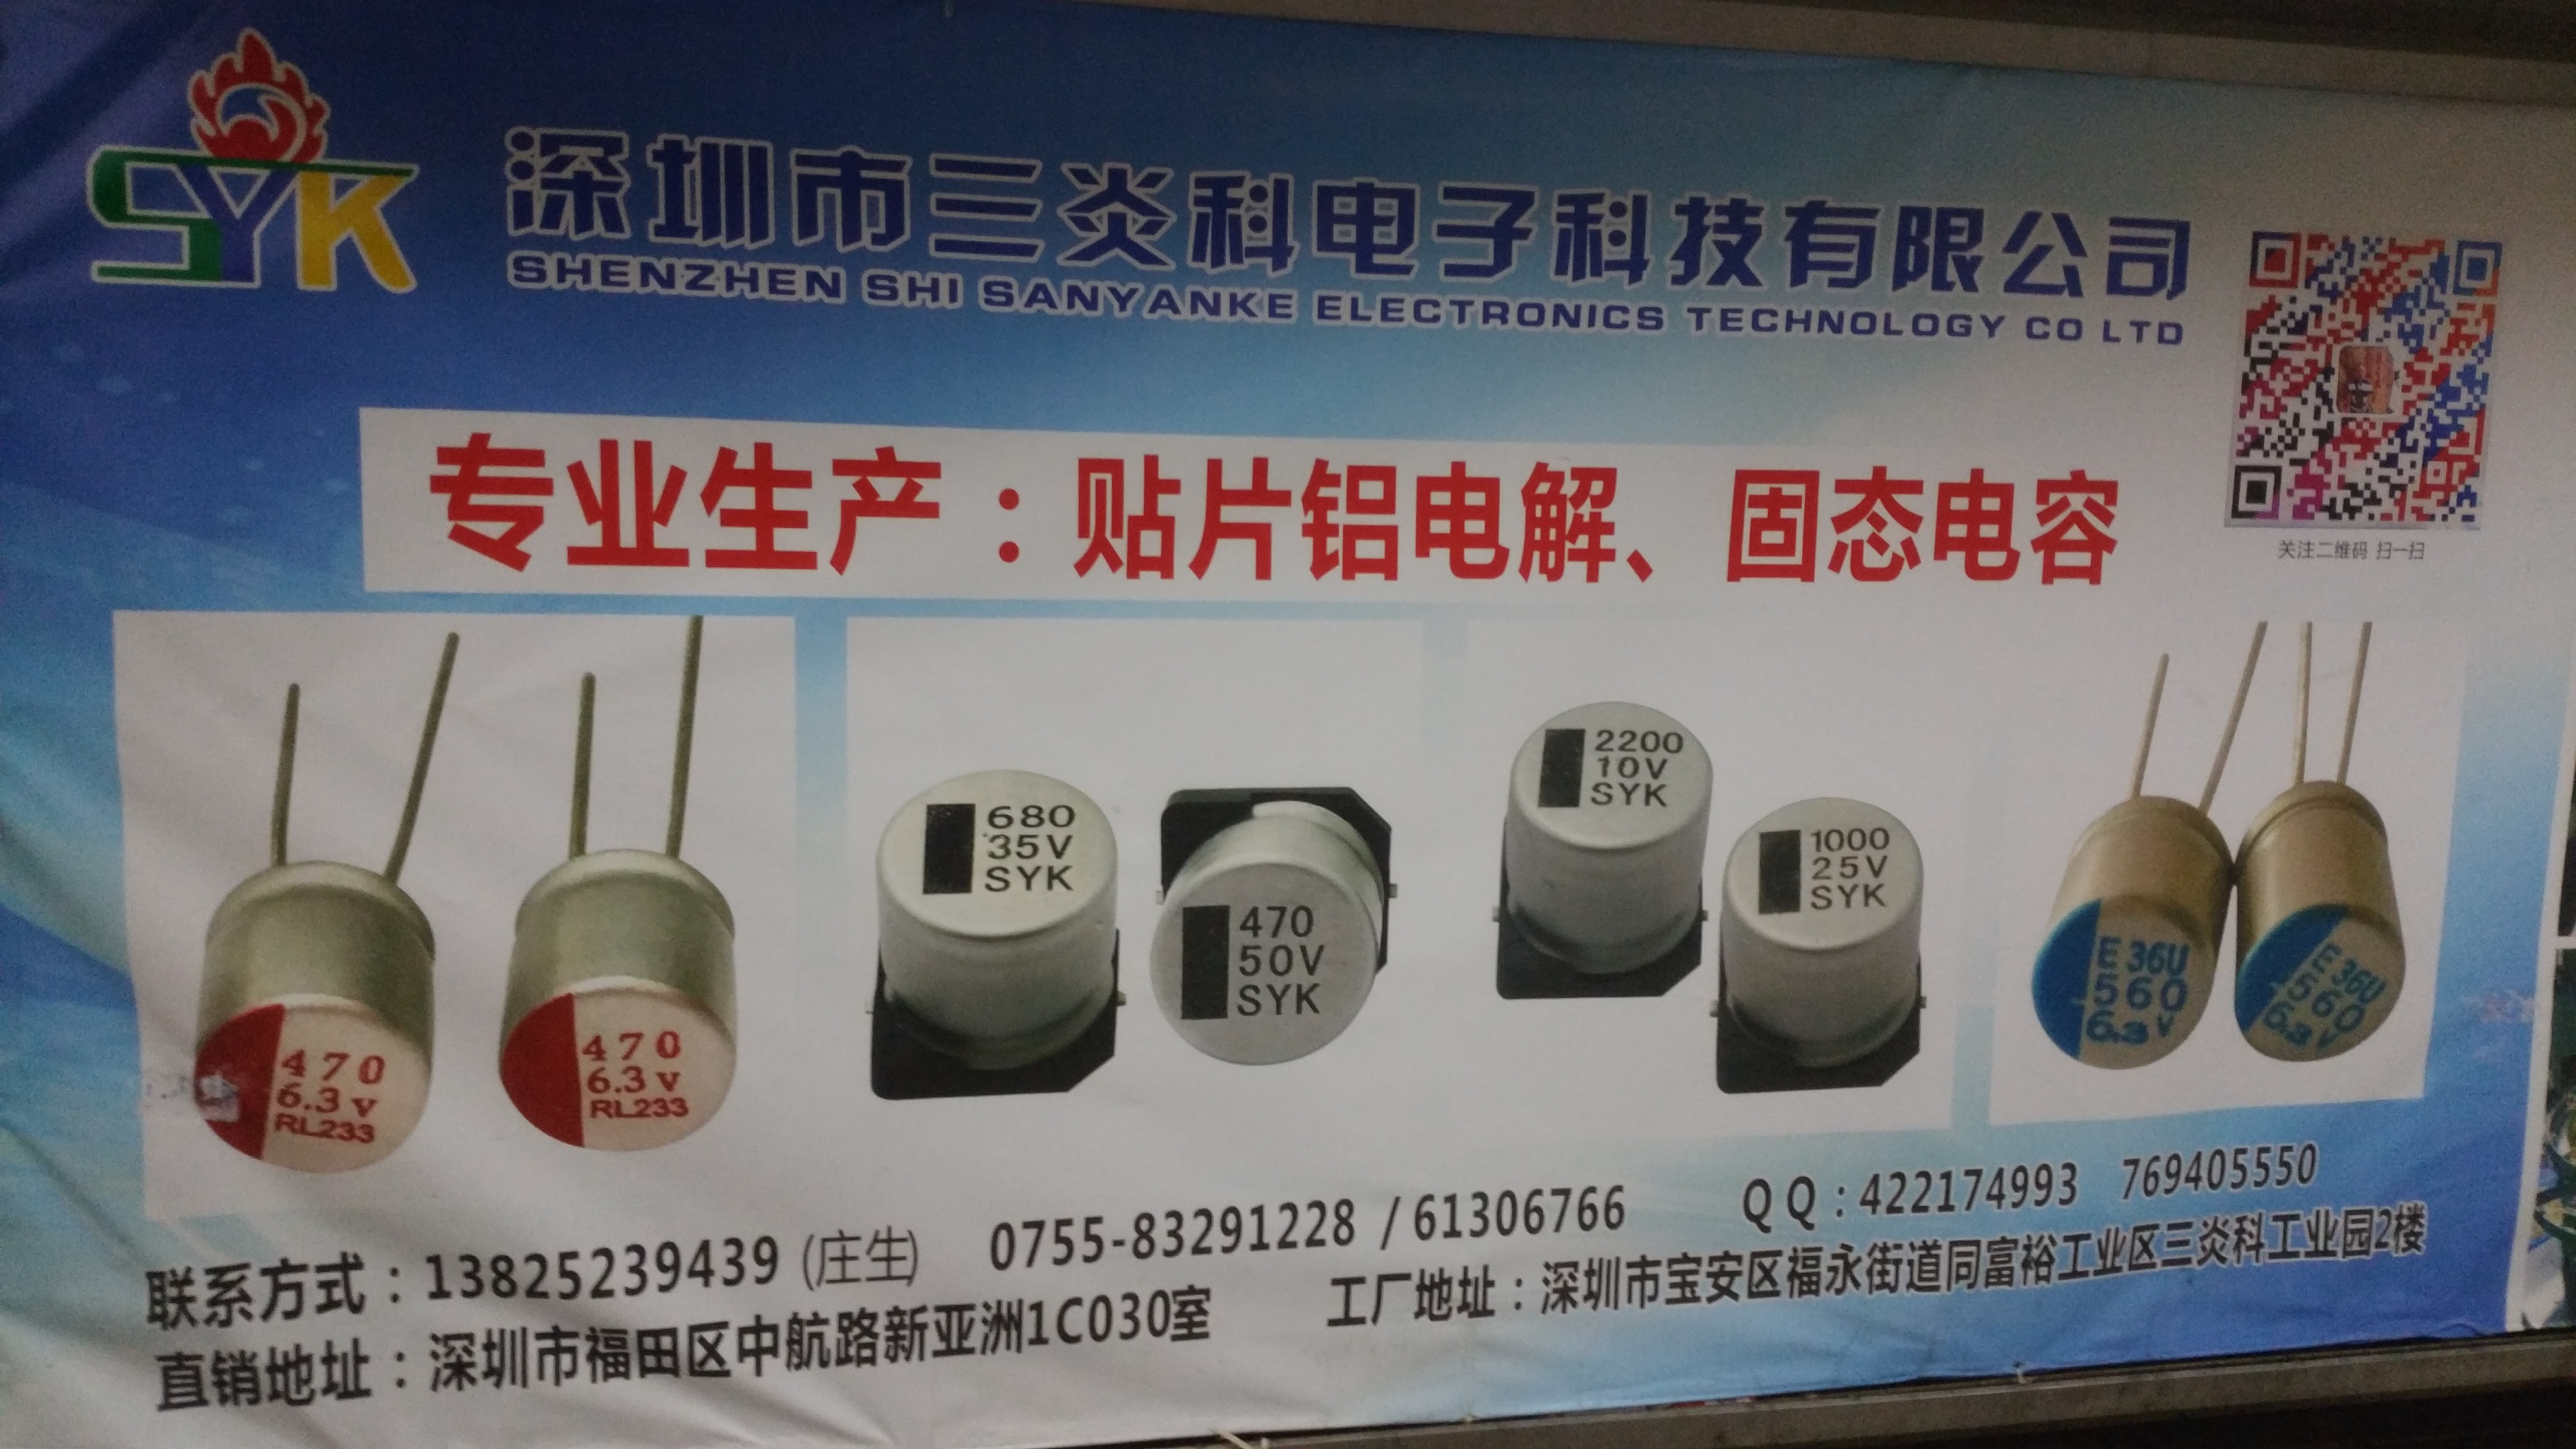 SYK
深圳市三炎科电子科技有限公司
SHENZHEN SHI SANYANKE ELECTRONICS TECHNOLOGY CO LTD
关注二维码 扫一扫
专业生产：贴片铝电解、固态电容
470
6.3 v
RL233
470
6.3 v
RL233
680
35V
SYK
470
50V
SYK
2200
10V
SYK
1000
25V
SYK
E 36U
560
6.3 V
E 36U
560
6.3 V
联系方式：13825239439 (庄生) 0755-83291228 / 61306766 QQ：422174993 769405550
直销地址：深圳市福田区中航路新亚洲1C030室 工厂地址：深圳市宝安区福永街道同富裕工业区三炎科工业园2楼